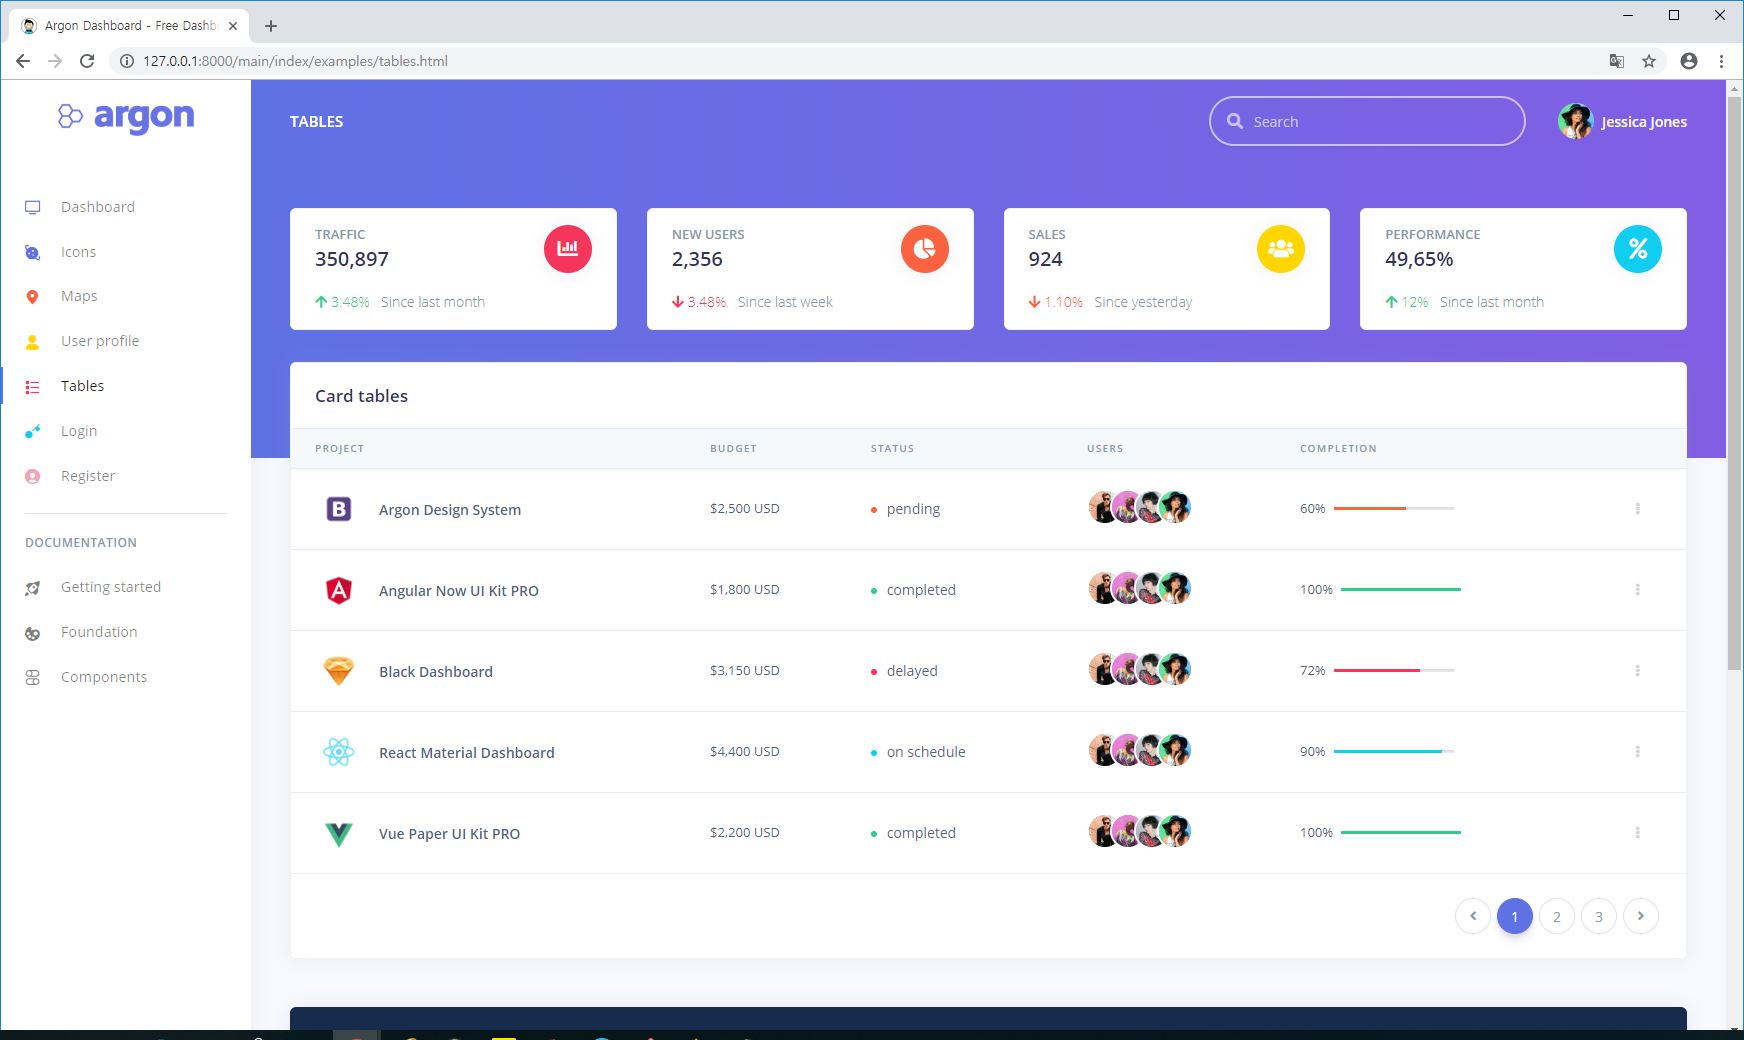 Argon Dashboard - Free Dashb
127.0.0.1:8000/main/index/examples/tables.html
argon
TABLES
Search
Jessica Jones
Dashboard
Icons
Maps
User profile
Tables
Login
Register
DOCUMENTATION
Getting started
Foundation
Components
TRAFFIC
350,897
3.48% Since last month
NEW USERS
2,356
3.48% Since last week
SALES
924
1.10% Since yesterday
PERFORMANCE
49,65%
12% Since last month
Card tables
PROJECT BUDGET STATUS USERS COMPLETION
B Argon Design System $2,500 USD pending 60%
A Angular Now UI Kit PRO $1,800 USD completed 100%
Black Dashboard $3,150 USD delayed 72%
React Material Dashboard $4,400 USD on schedule 90%
Vue Paper UI Kit PRO $2,200 USD completed 100%
1 2 3